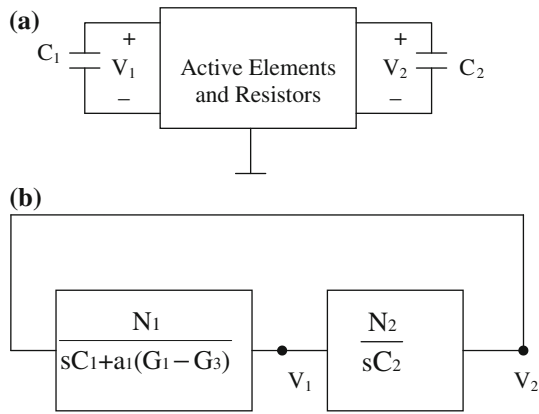 (a)
C₁
+
V₁
–
Active Elements
and Resistors
+
V₂
–
C₂
(b)
N₁
sC₁+a₁(G₁–G₃)
V₁
N₂
sC₂
V₂